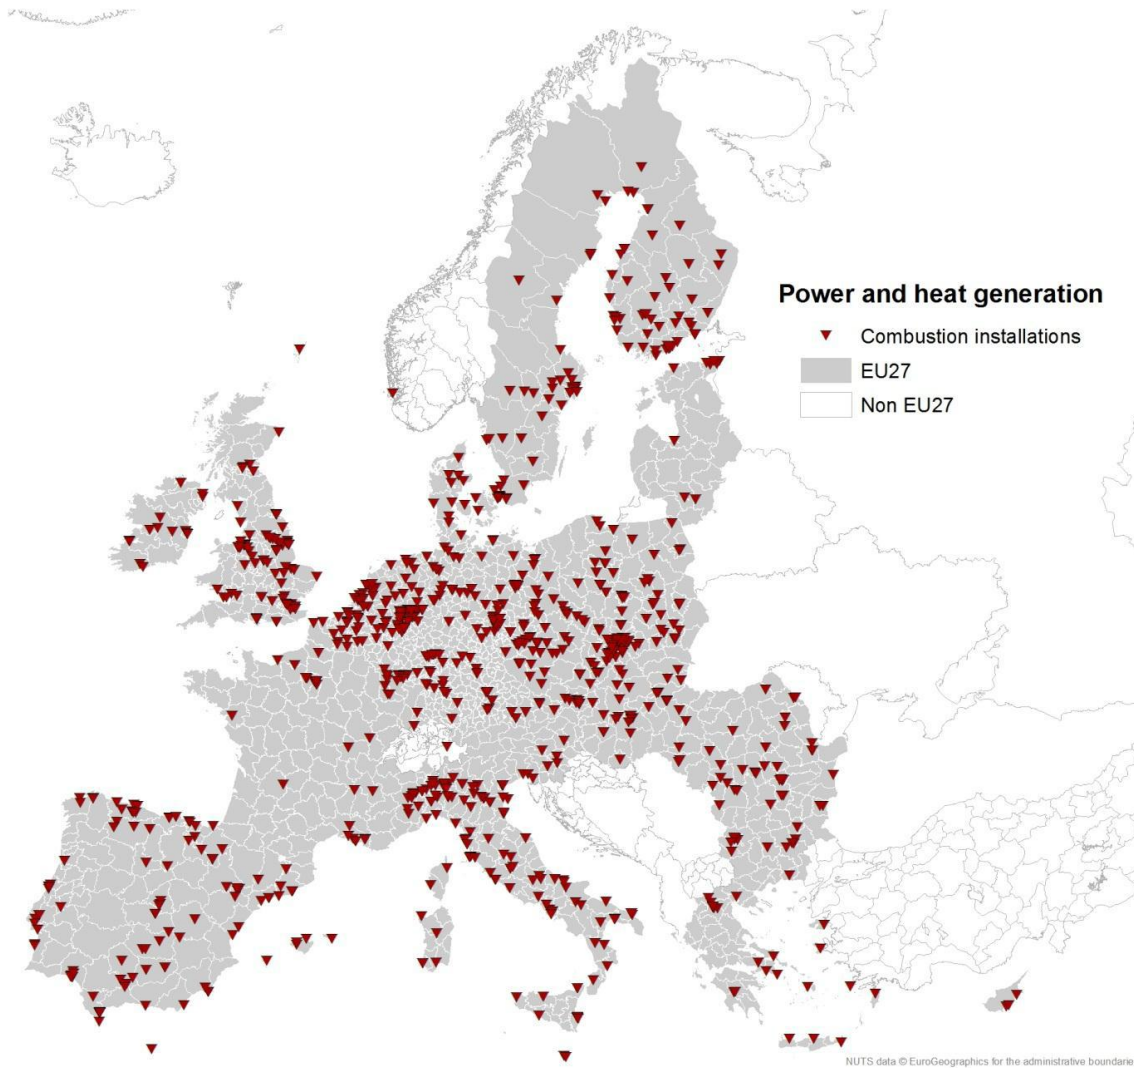 Power and heat generation
Combustion installations
EU27
Non EU27
NUTS data © EuroGeographics for the administrative boundarie